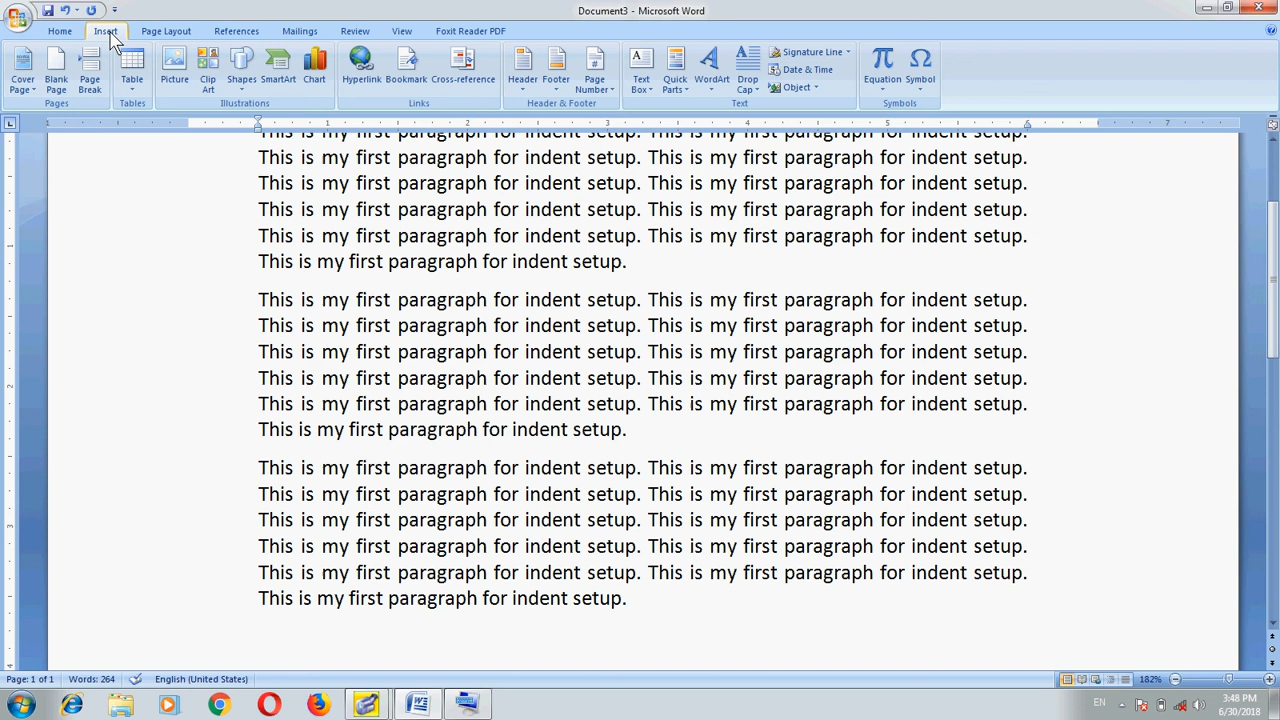 Document3 - Microsoft Word
Home Insert Page Layout References Mailings Review View Foxit Reader PDF
Cover Page Blank Page Page Break Table Picture Clip Art Shapes SmartArt Chart Hyperlink Bookmark Cross-reference Header Footer Page Number Text Box Quick Parts WordArt Drop Cap Signature Line Date & Time Object Equation Symbol
Pages Tables Illustrations Links Header & Footer Text Symbols
1 1 2 3 4 5 6 7
This is my first paragraph for indent setup. This is my first paragraph for indent setup.
This is my first paragraph for indent setup. This is my first paragraph for indent setup.
This is my first paragraph for indent setup. This is my first paragraph for indent setup.
This is my first paragraph for indent setup. This is my first paragraph for indent setup.
This is my first paragraph for indent setup. This is my first paragraph for indent setup.
This is my first paragraph for indent setup.
This is my first paragraph for indent setup. This is my first paragraph for indent setup.
This is my first paragraph for indent setup. This is my first paragraph for indent setup.
This is my first paragraph for indent setup. This is my first paragraph for indent setup.
This is my first paragraph for indent setup. This is my first paragraph for indent setup.
This is my first paragraph for indent setup. This is my first paragraph for indent setup.
This is my first paragraph for indent setup.
This is my first paragraph for indent setup. This is my first paragraph for indent setup.
This is my first paragraph for indent setup. This is my first paragraph for indent setup.
This is my first paragraph for indent setup. This is my first paragraph for indent setup.
This is my first paragraph for indent setup. This is my first paragraph for indent setup.
This is my first paragraph for indent setup. This is my first paragraph for indent setup.
This is my first paragraph for indent setup.
Page: 1 of 1 Words: 264 English (United States) 182%
EN 3:48 PM
6/30/2018